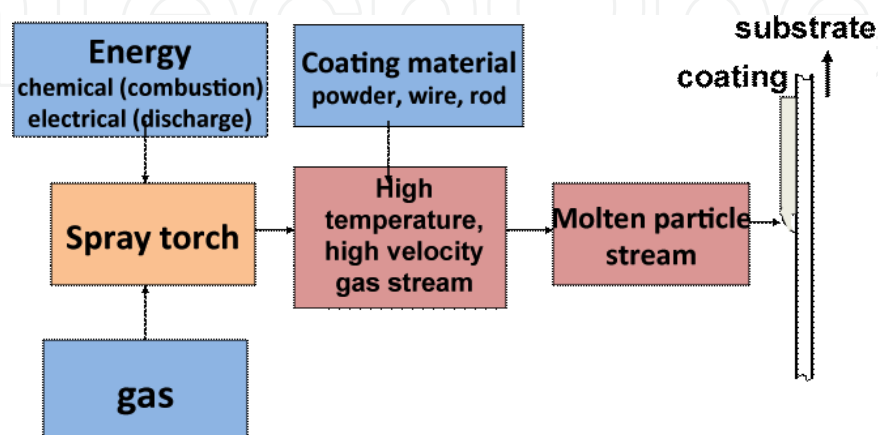 substrate
coating
Energy
chemical (combustion)
electrical (discharge)
Coating material
powder, wire, rod
Spray torch
High
temperature,
high velocity
gas stream
Molten particle
stream
gas